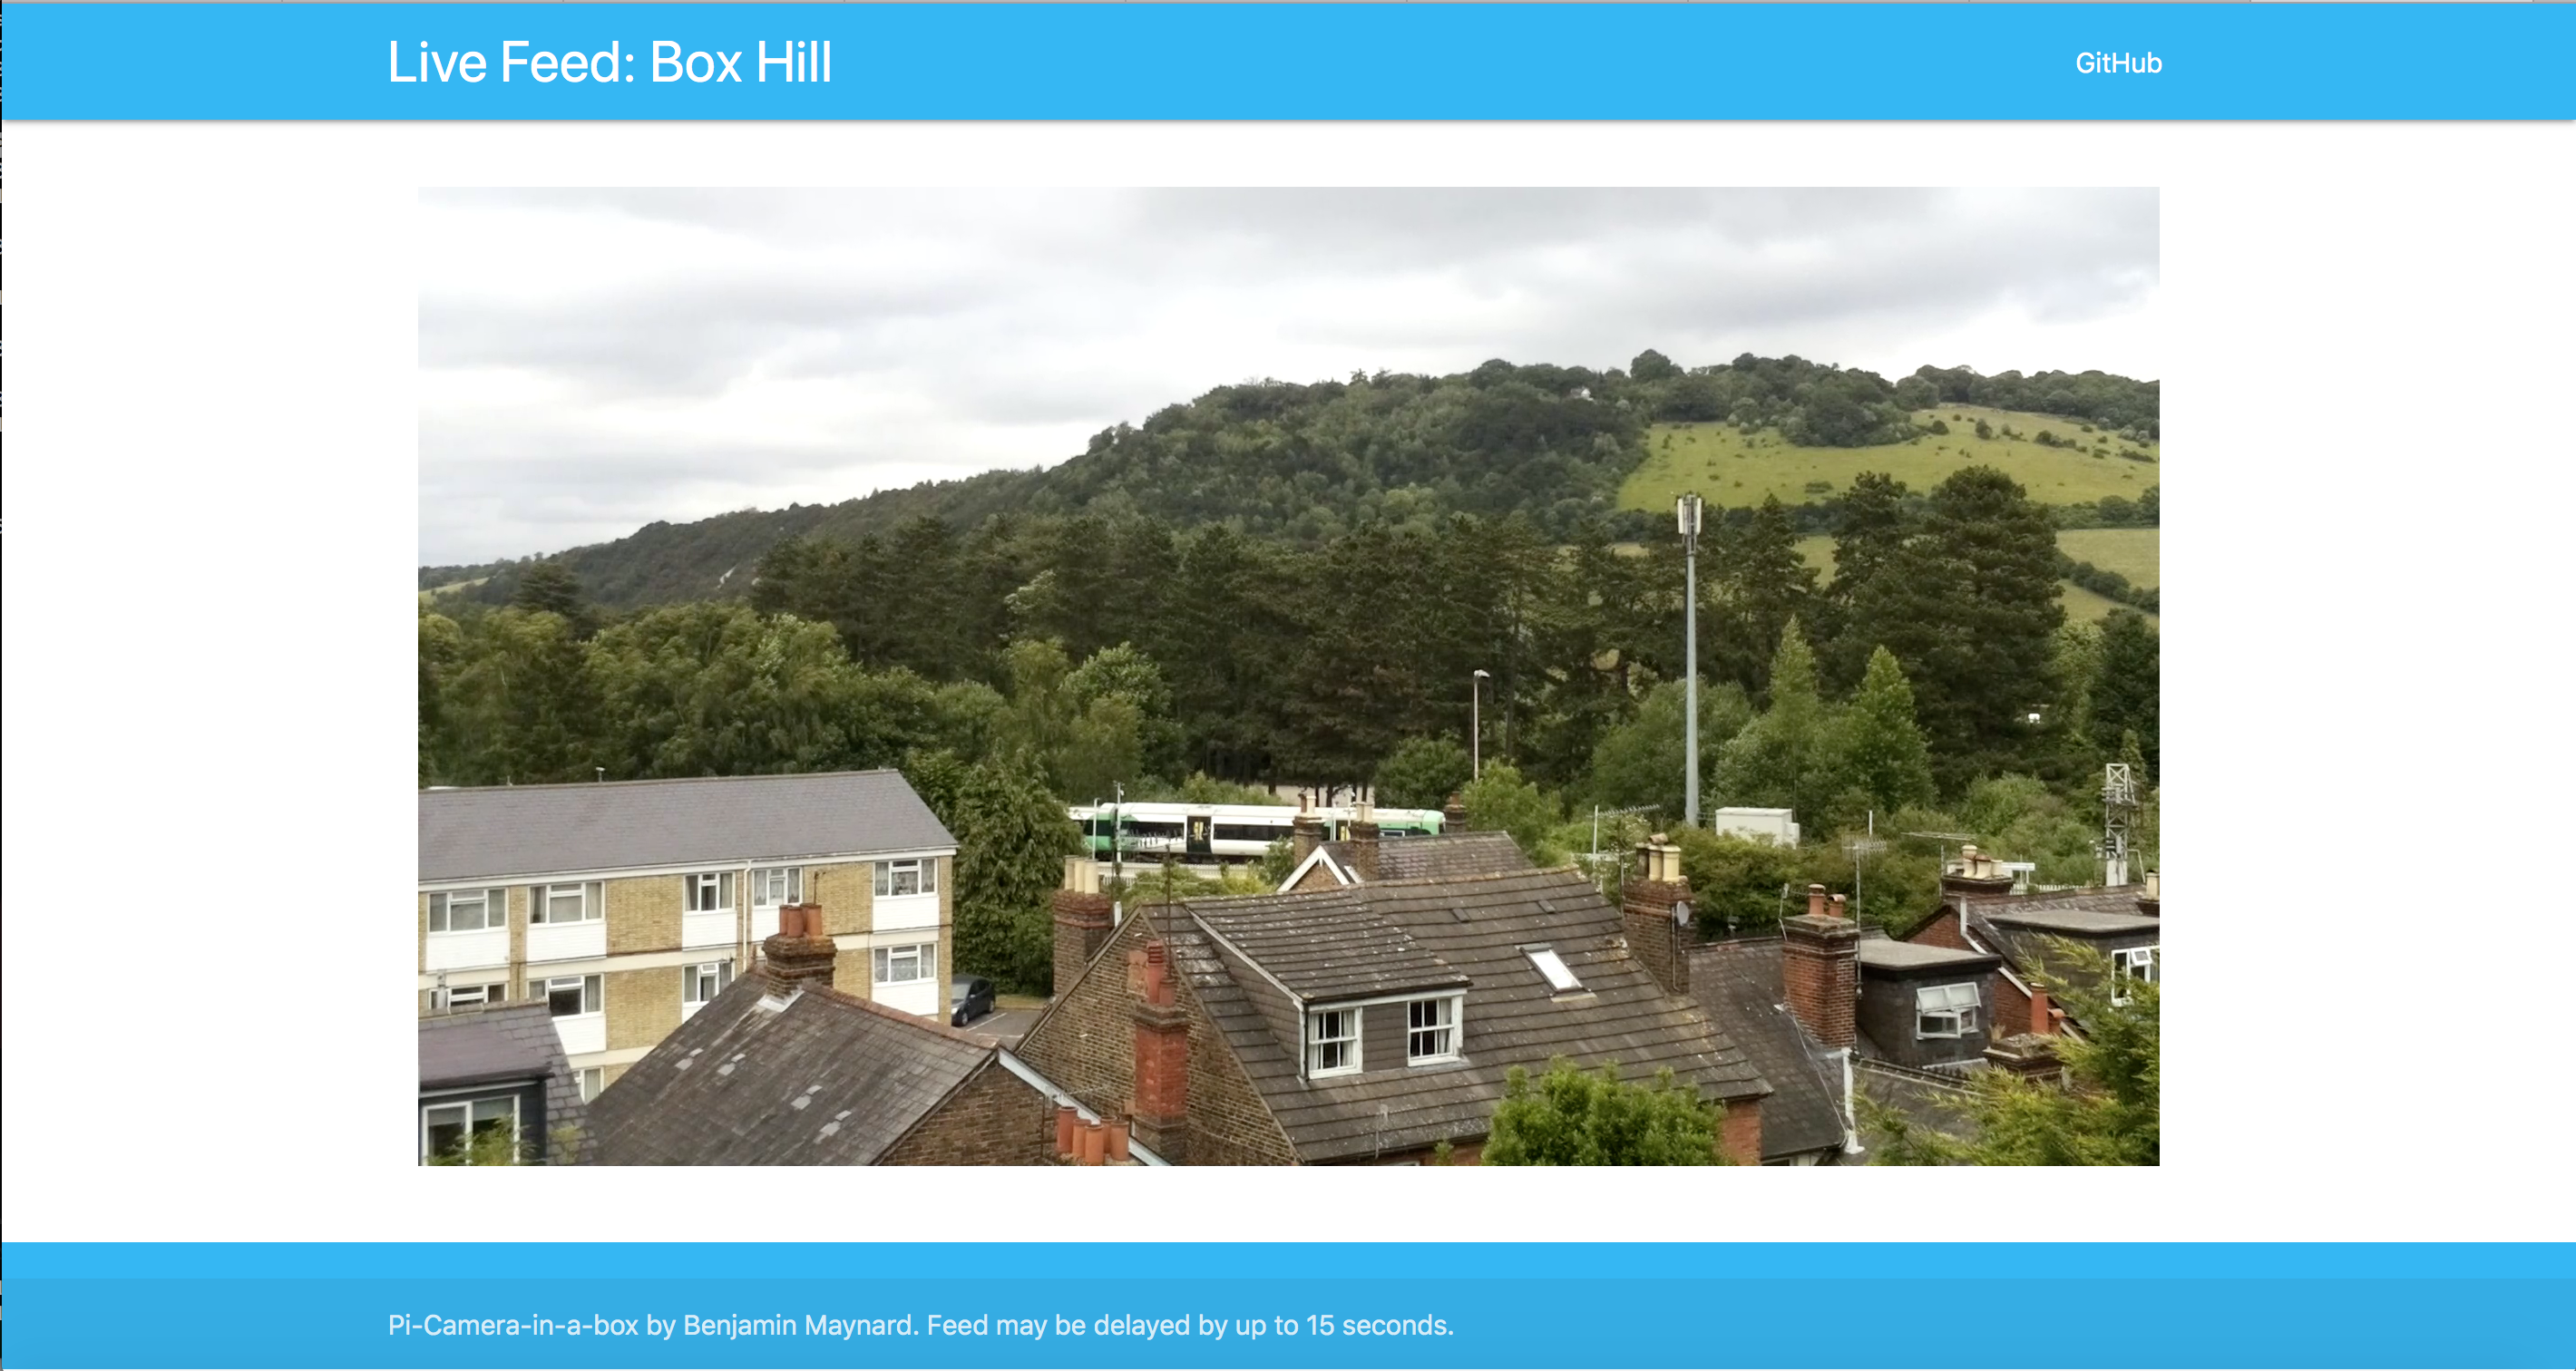 Live Feed: Box Hill
GitHub
Pi-Camera-in-a-box by Benjamin Maynard. Feed may be delayed by up to 15 seconds.